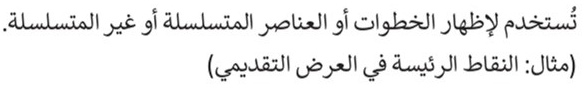 تُستخدم لإظهار الخطوات أو العناصر المتسلسلة أو غير المتسلسلة.
(مثال: النقاط الرئيسة في العرض التقديمي)